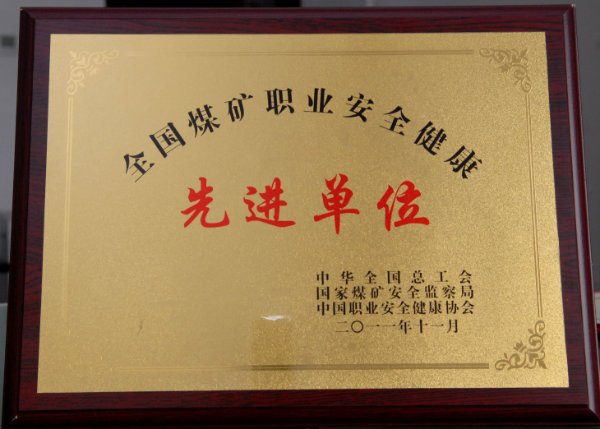 全国煤矿职业安全健康
先进单位
中华全国总工会
国家煤矿安全监察局
中国职业安全健康协会
二〇一一年十一月